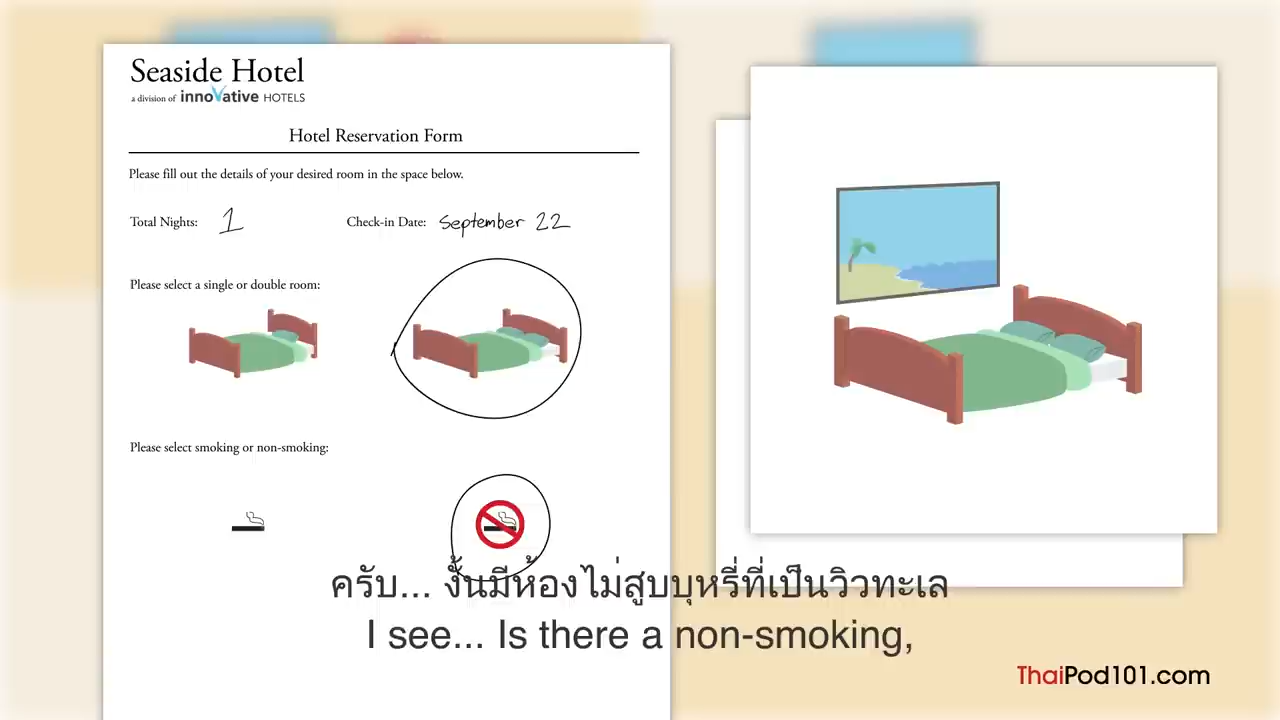 Seaside Hotel
a division of innoVative HOTELS
Hotel Reservation Form
Please fill out the details of your desired room in the space below.
Total Nights: 1
Check-in Date: September 22
Please select a single or double room:
Please select smoking or non-smoking:
ครับ... งั้นมีห้องไม่สูบบุหรี่ที่เป็นวิวทะเล
I see... Is there a non-smoking,
ThaiPod101.com